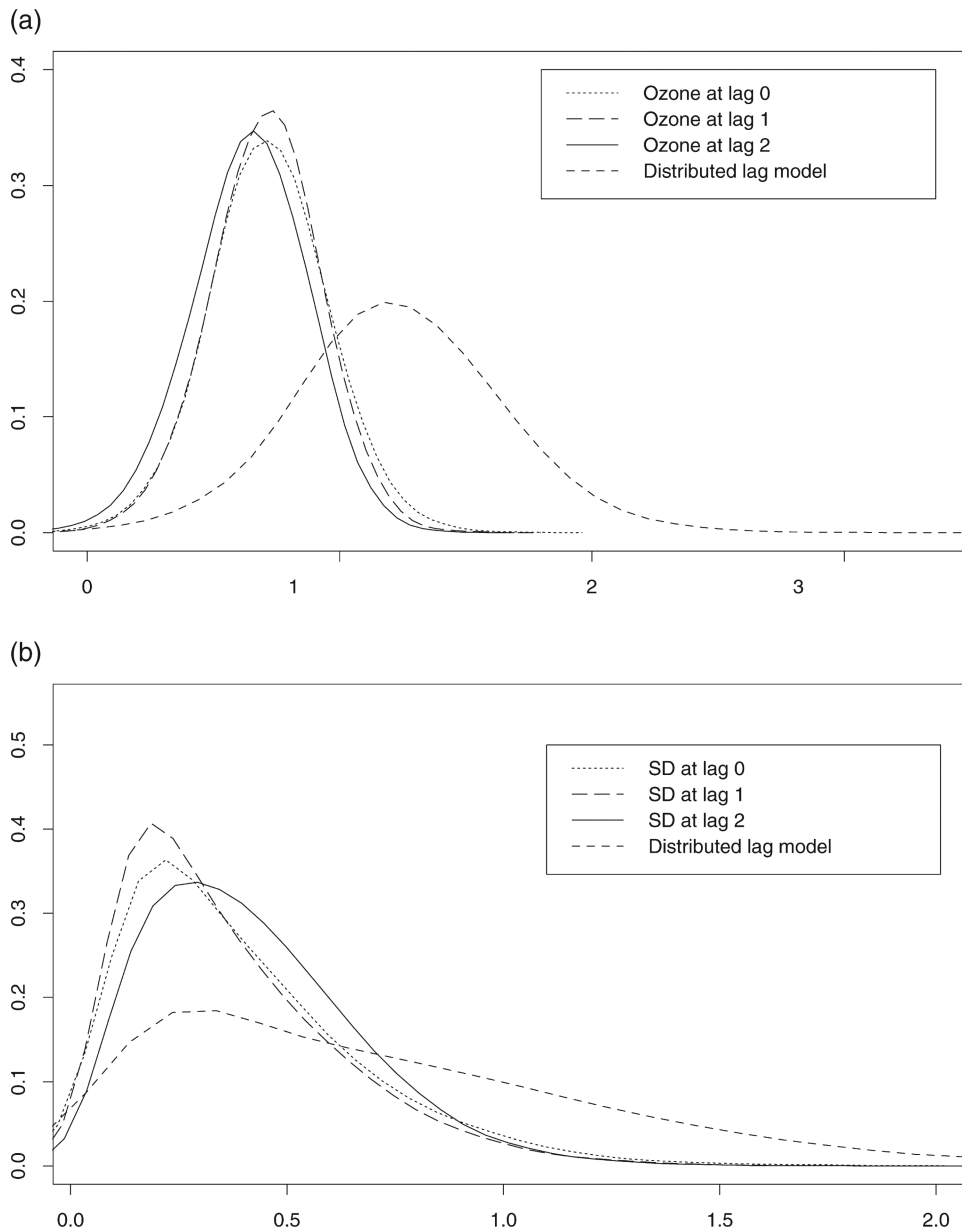 (a)
0.4
0.3
0.2
0.1
0.0
Ozone at lag 0
Ozone at lag 1
Ozone at lag 2
Distributed lag model
0 1 2 3
(b)
0.5
0.4
0.3
0.2
0.1
0.0
SD at lag 0
SD at lag 1
SD at lag 2
Distributed lag model
0.0 0.5 1.0 1.5 2.0